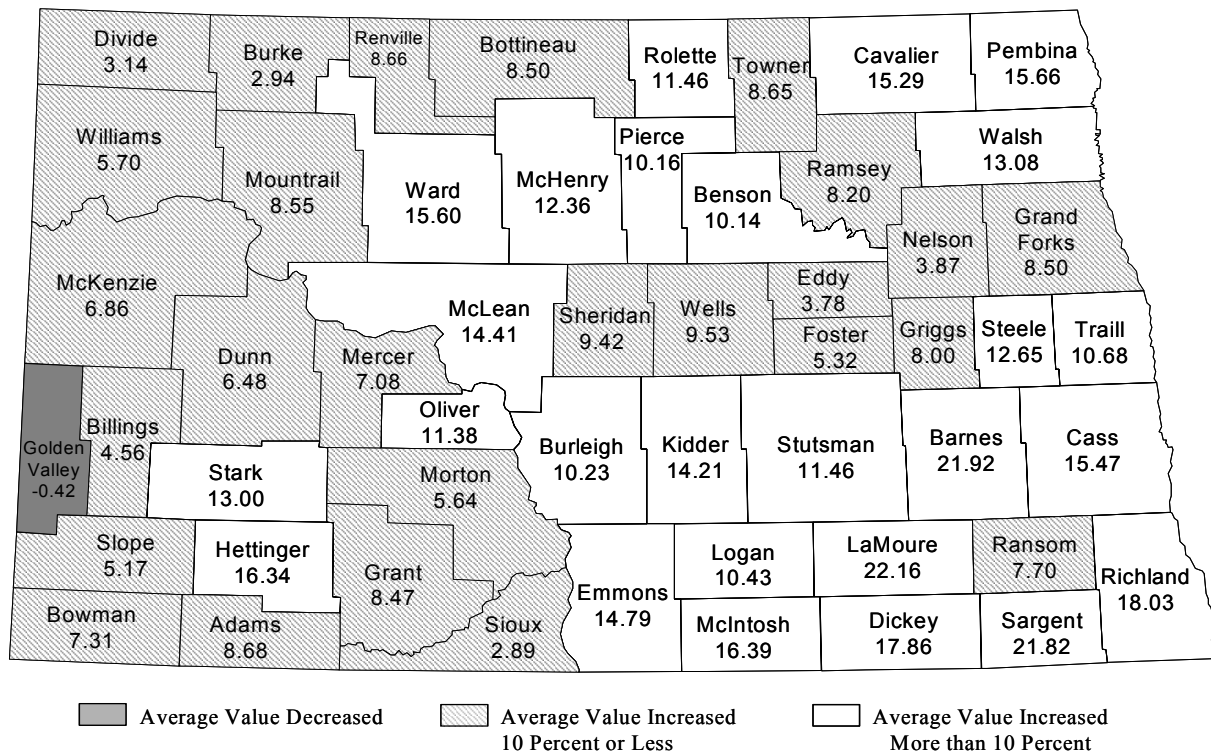 Divide
3.14
Burke
2.94
Renville
8.66
Bottineau
8.50
Rolette
11.46
Towner
8.65
Cavalier
15.29
Pembina
15.66
Williams
5.70
Mountrail
8.55
Ward
15.60
McHenry
12.36
Pierce
10.16
Benson
10.14
Ramsey
8.20
Walsh
13.08
Nelson
3.87
Grand
Forks
8.50
McKenzie
6.86
Dunn
6.48
Mercer
7.08
McLean
14.41
Sheridan
9.42
Wells
9.53
Eddy
3.78
Foster
5.32
Griggs
8.00
Steele
12.65
Traill
10.68
Golden
Valley
-0.42
Billings
4.56
Stark
13.00
Oliver
11.38
Morton
5.64
Burleigh
10.23
Kidder
14.21
Stutsman
11.46
Barnes
21.92
Cass
15.47
Slope
5.17
Hettinger
16.34
Grant
8.47
Bowman
7.31
Adams
8.68
Sioux
2.89
Emmons
14.79
Logan
10.43
McIntosh
16.39
LaMoure
22.16
Dickey
17.86
Ransom
7.70
Sargent
21.82
Richland
18.03
Average Value Decreased
Average Value Increased
10 Percent or Less
Average Value Increased
More than 10 Percent